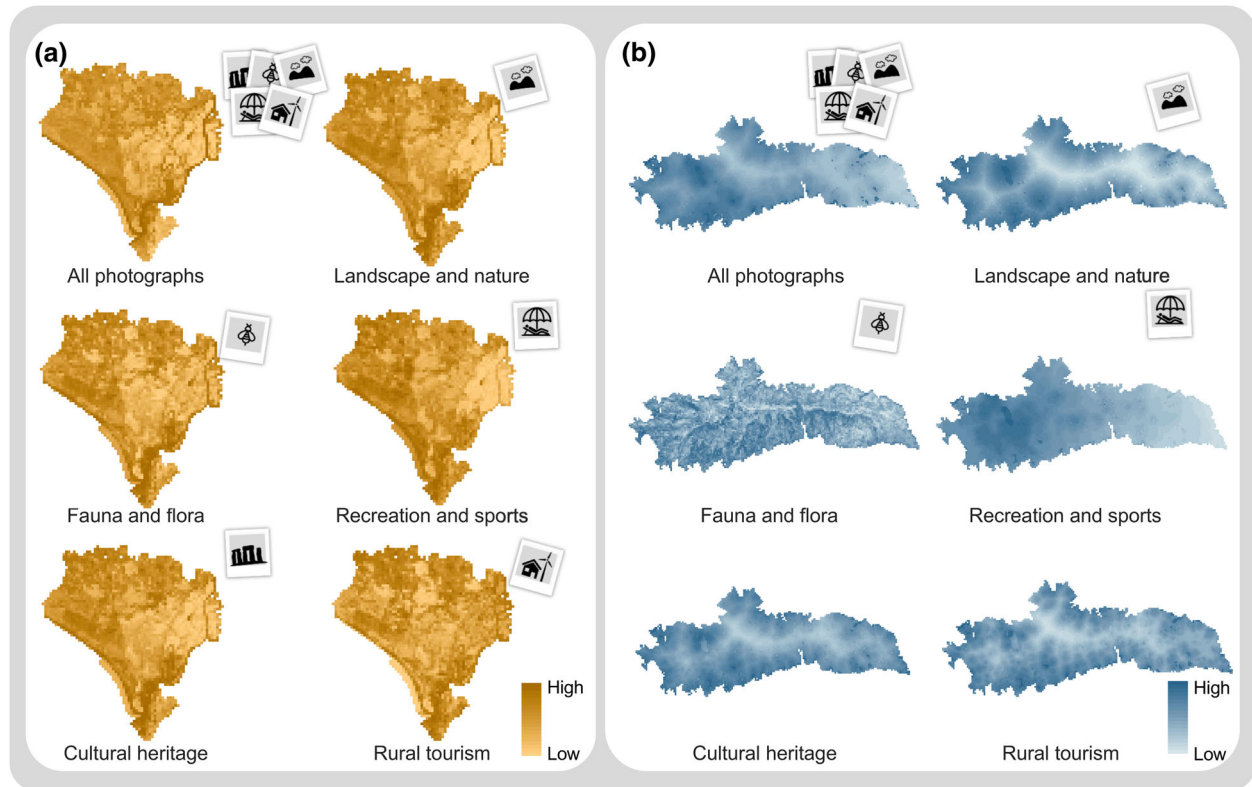 (a)
All photographs
Landscape and nature
Fauna and flora
Recreation and sports
Cultural heritage
Rural tourism
High
Low
(b)
All photographs
Landscape and nature
Fauna and flora
Recreation and sports
Cultural heritage
Rural tourism
High
Low